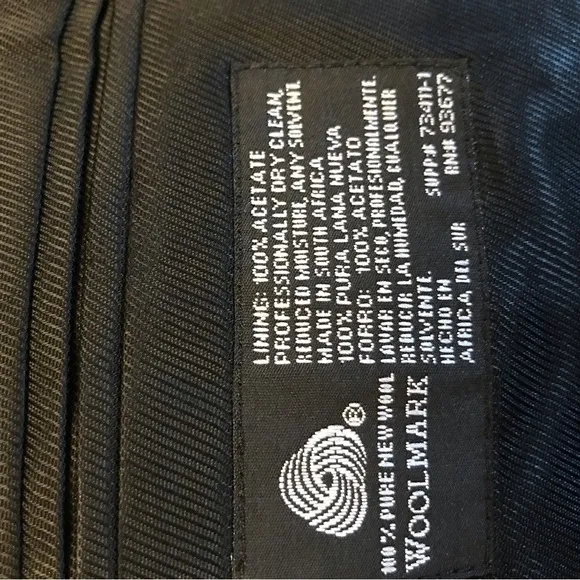 ®
100% PURE NEW WOOL
WOOLMARK
LINING: 100% ACETATE
PROFESSIONALLY DRY CLEAN,
REDUCED MOISTURE, ANY SOLVENT.
MADE IN SOUTH AFRICA
100% PURA LANA NUEVA
FORRO: 100% ACETATO
LAVAR EN SECO, PROFESIONALMENTE.
REDUCIR LA HUMEDAD, CUALQUIER
SOLVENTE. SUPP# 73411-1
HECHO EN RN# 93677
AFRICA DEL SUR